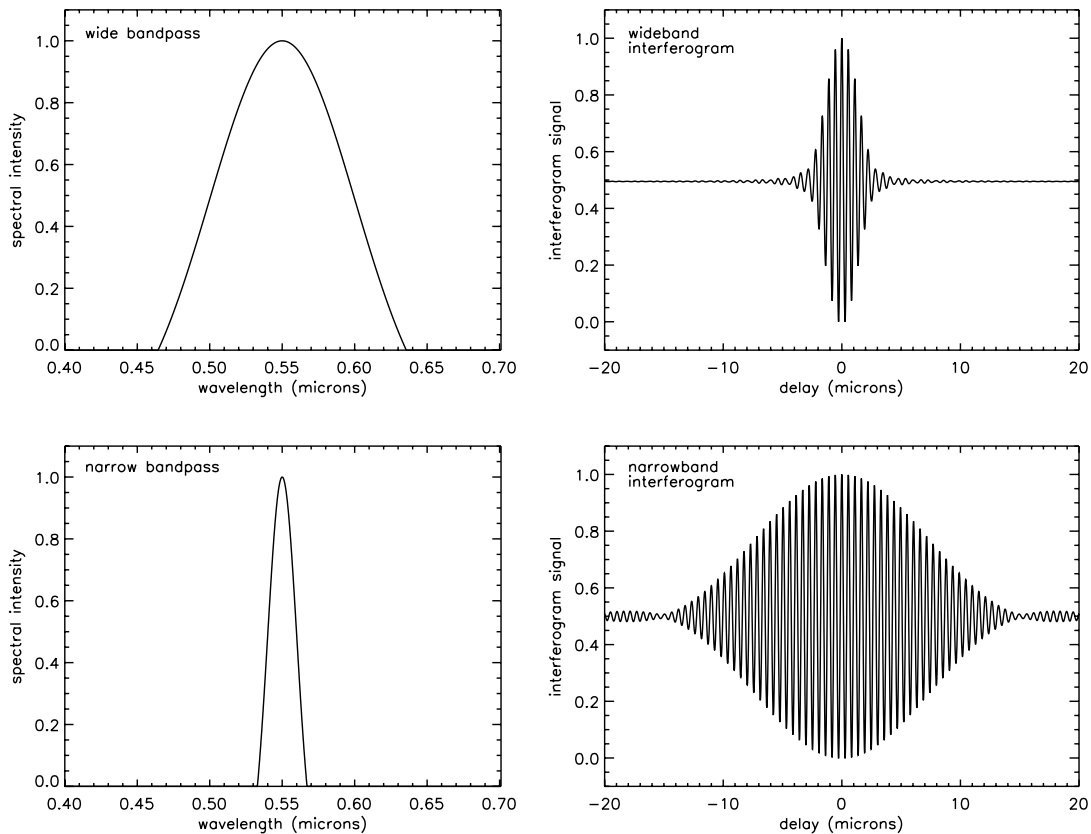 wide bandpass
1.0
0.8
0.6
0.4
0.2
0.0
spectral intensity
0.40 0.45 0.50 0.55 0.60 0.65 0.70
wavelength (microns)
wideband
interferogram
1.0
0.8
0.6
0.4
0.2
0.0
interferogram signal
−20 −10 0 10 20
delay (microns)
narrow bandpass
1.0
0.8
0.6
0.4
0.2
0.0
spectral intensity
0.40 0.45 0.50 0.55 0.60 0.65 0.70
wavelength (microns)
narrowband
interferogram
1.0
0.8
0.6
0.4
0.2
0.0
interferogram signal
−20 −10 0 10 20
delay (microns)